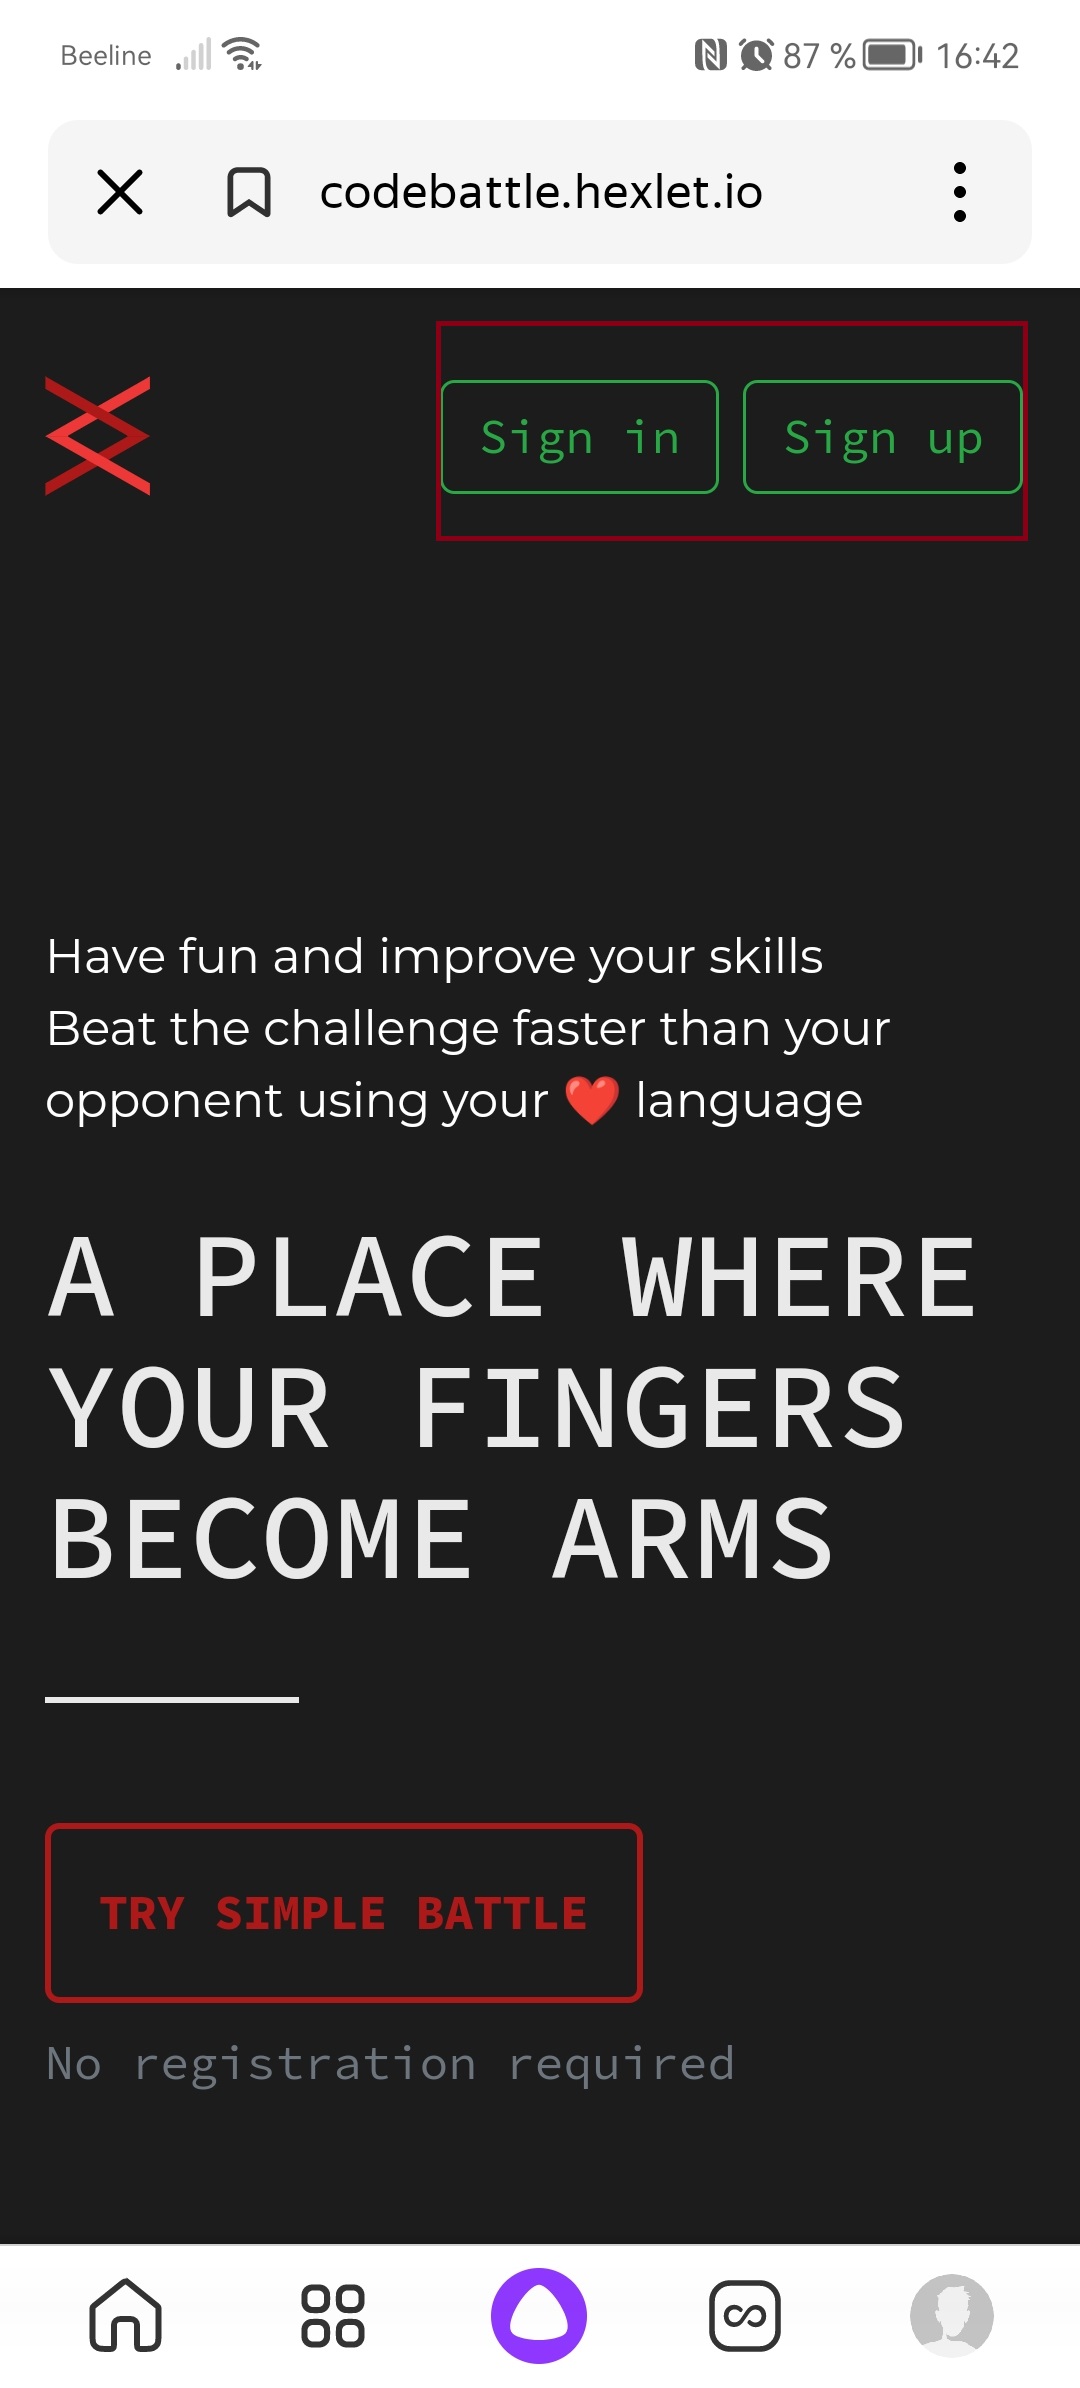 Beeline 87 % 16:42
codebattle.hexlet.io
Sign in Sign up
Have fun and improve your skills
Beat the challenge faster than your
opponent using your ❤️ language
A PLACE WHERE
YOUR FINGERS
BECOME ARMS
TRY SIMPLE BATTLE
No registration required